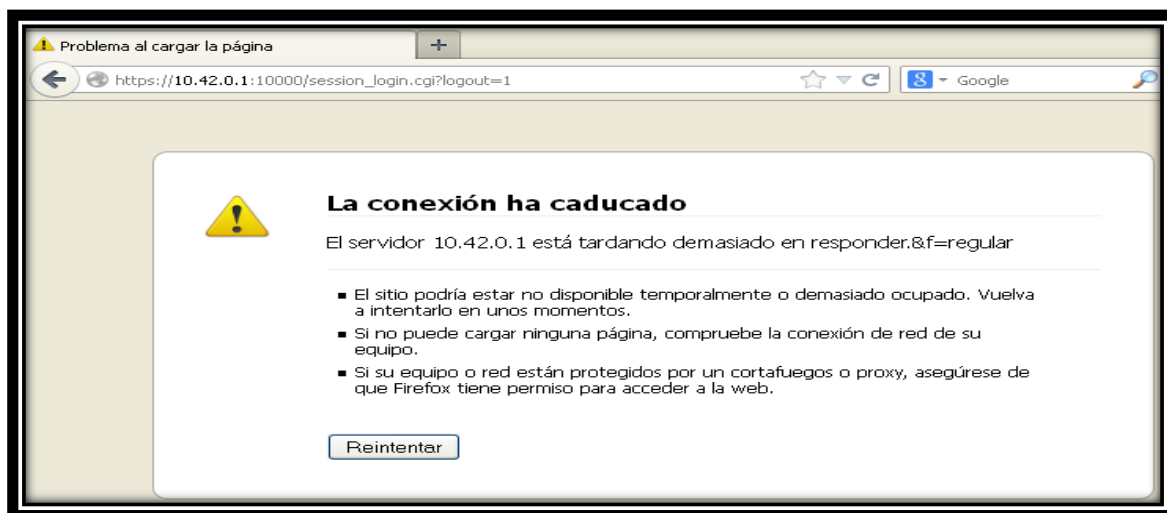 Problema al cargar la página
https://10.42.0.1:10000/session_login.cgi?logout=1
Google
La conexión ha caducado
El servidor 10.42.0.1 está tardando demasiado en responder.&f=regular
El sitio podría estar no disponible temporalmente o demasiado ocupado. Vuelva
a intentarlo en unos momentos.
Si no puede cargar ninguna página, compruebe la conexión de red de su
equipo.
Si su equipo o red están protegidos por un cortafuegos o proxy, asegúrese de
que Firefox tiene permiso para acceder a la web.
Reintentar